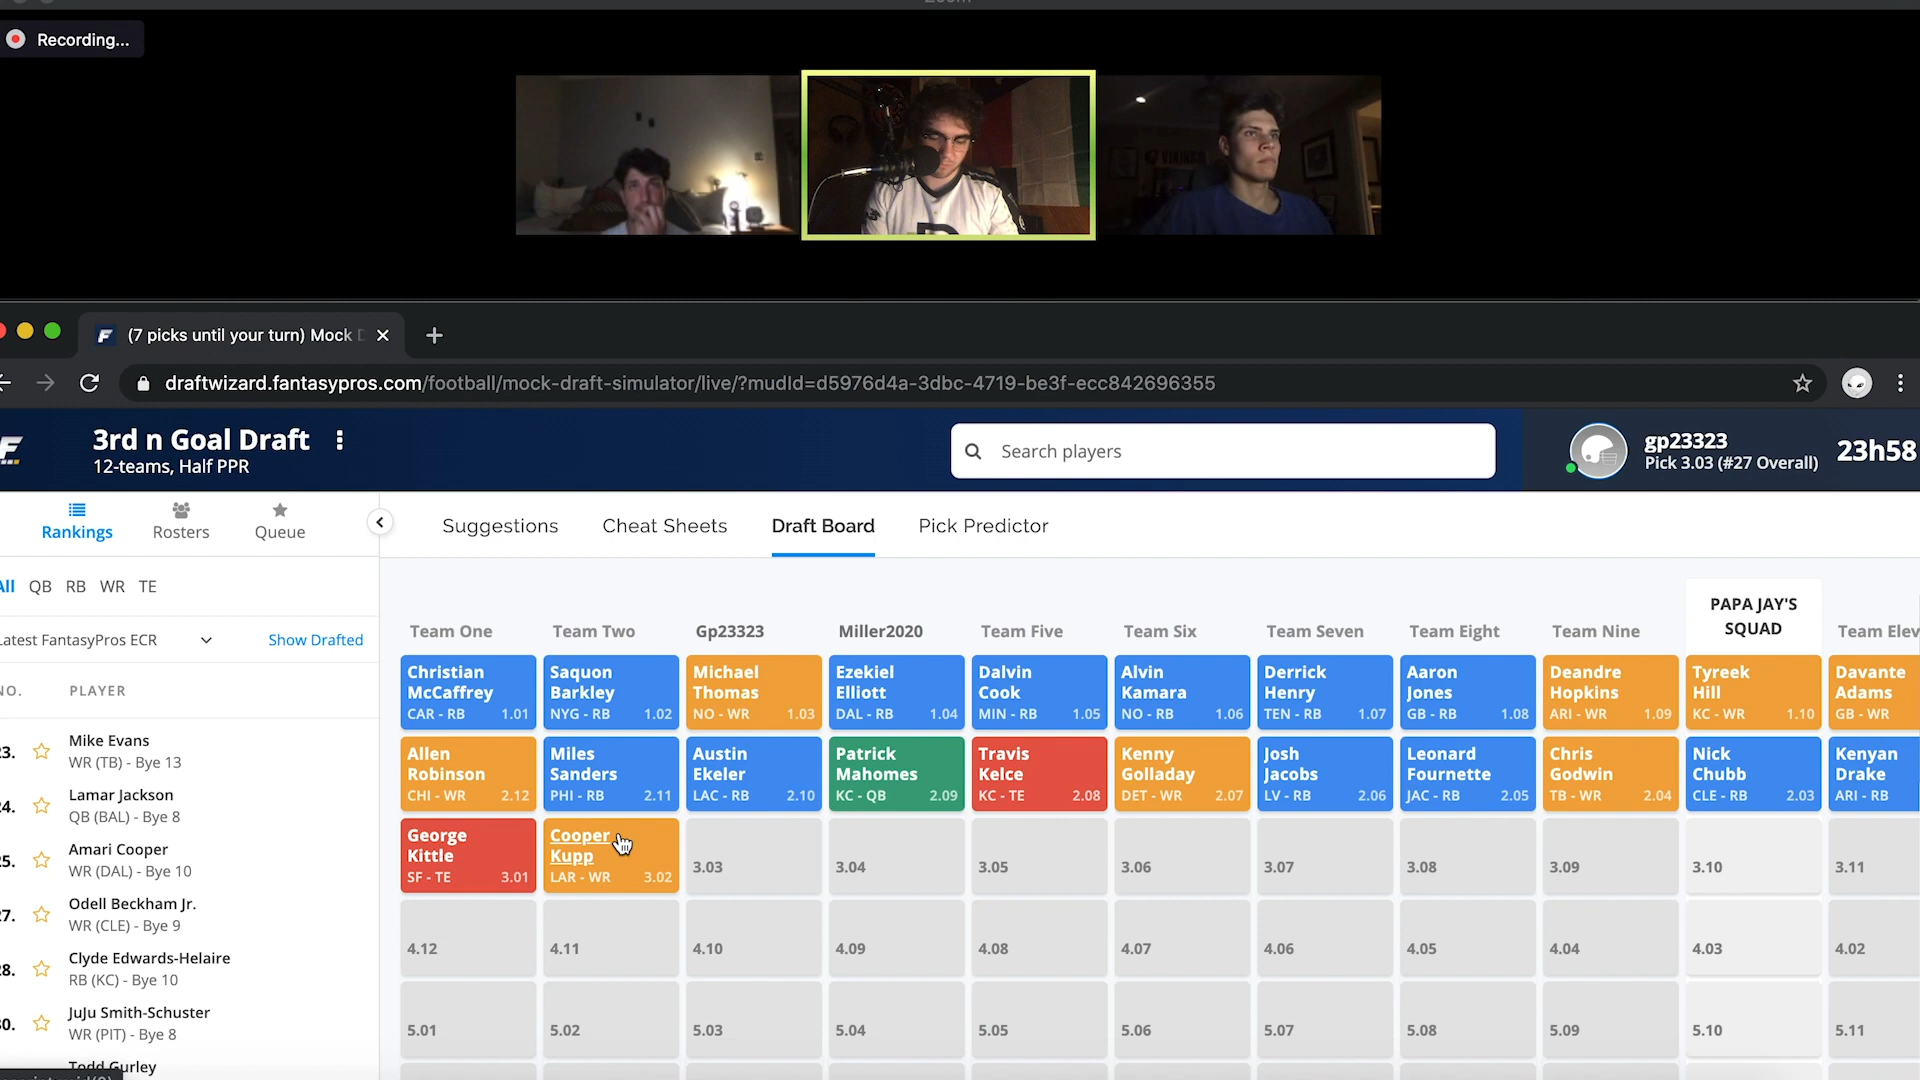 Zoom
Recording...
(7 picks until your turn) Mock
draftwizard.fantasypros.com/football/mock-draft-simulator/live/?mudId=d5976d4a-3dbc-4719-be3f-ecc842696355
3rd n Goal Draft
12-teams, Half PPR
Search players
gp23323
Pick 3.03 (#27 Overall)
23h58
Rankings Rosters Queue
Suggestions Cheat Sheets Draft Board Pick Predictor
All QB RB WR TE
Latest FantasyPros ECR Show Drafted
NO. PLAYER
Team One Team Two Gp23323 Miller2020 Team Five Team Six Team Seven Team Eight Team Nine PAPA JAY'S SQUAD Team Elev
Christian McCaffrey CAR - RB 1.01
Saquon Barkley NYG - RB 1.02
Michael Thomas NO - WR 1.03
Ezekiel Elliott DAL - RB 1.04
Dalvin Cook MIN - RB 1.05
Alvin Kamara NO - RB 1.06
Derrick Henry TEN - RB 1.07
Aaron Jones GB - RB 1.08
Deandre Hopkins ARI - WR 1.09
Tyreek Hill KC - WR 1.10
Davante Adams GB - WR
Allen Robinson CHI - WR 2.12
Miles Sanders PHI - RB 2.11
Austin Ekeler LAC - RB 2.10
Patrick Mahomes KC - QB 2.09
Travis Kelce KC - TE 2.08
Kenny Golladay DET - WR 2.07
Josh Jacobs LV - RB 2.06
Leonard Fournette JAC - RB 2.05
Chris Godwin TB - WR 2.04
Nick Chubb CLE - RB 2.03
Kenyan Drake ARI - RB
George Kittle SF - TE 3.01
Cooper Kupp LAR - WR 3.02
3.03 3.04 3.05 3.06 3.07 3.08 3.09 3.10 3.11
4.12 4.11 4.10 4.09 4.08 4.07 4.06 4.05 4.04 4.03 4.02
5.01 5.02 5.03 5.04 5.05 5.06 5.07 5.08 5.09 5.10 5.11
3. Mike Evans
WR (TB) - Bye 13
4. Lamar Jackson
QB (BAL) - Bye 8
5. Amari Cooper
WR (DAL) - Bye 10
7. Odell Beckham Jr.
WR (CLE) - Bye 9
8. Clyde Edwards-Helaire
RB (KC) - Bye 10
0. JuJu Smith-Schuster
WR (PIT) - Bye 8
Todd Gurley